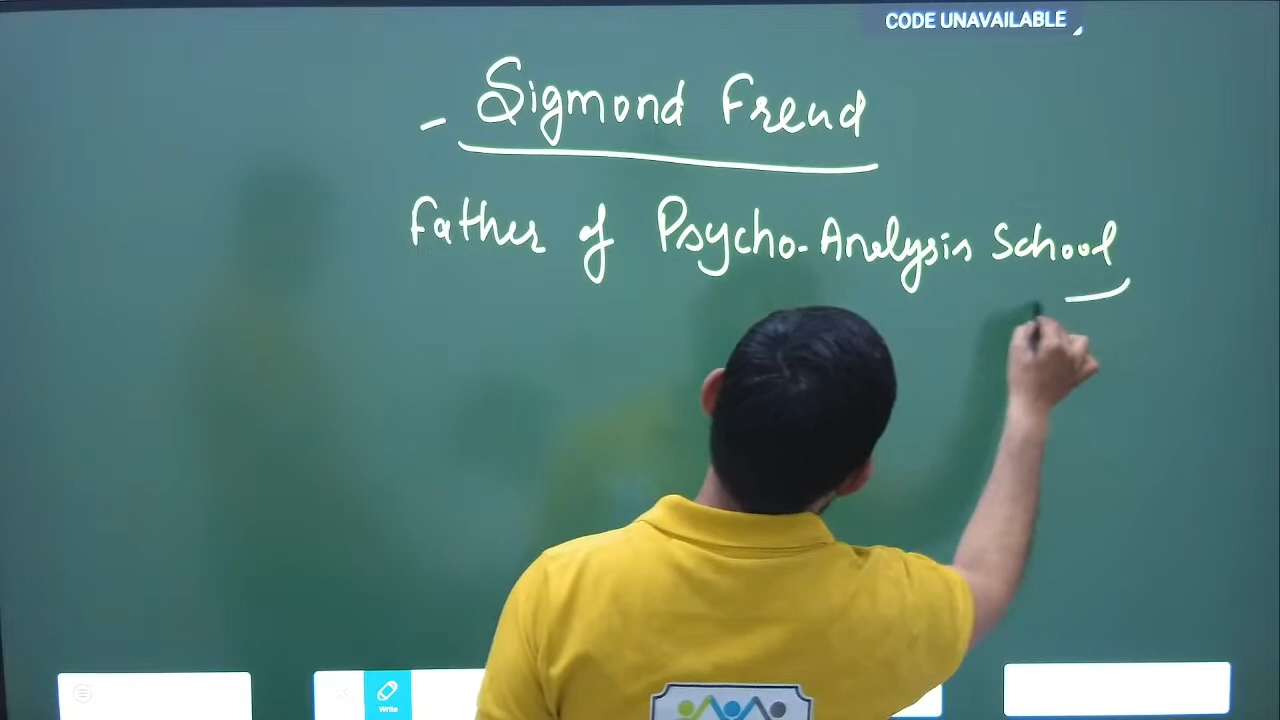 CODE UNAVAILABLE
- Sigmond Freud
Father of Psycho-Analysis School
Write